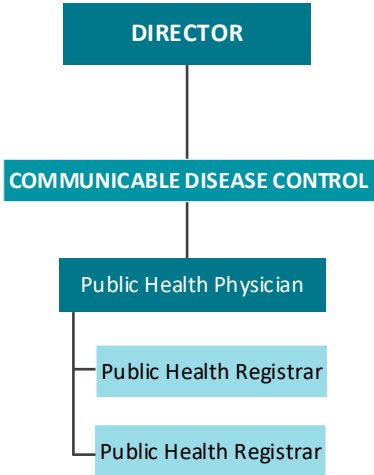 DIRECTOR
COMMUNICABLE DISEASE CONTROL
Public Health Physician
Public Health Registrar
Public Health Registrar